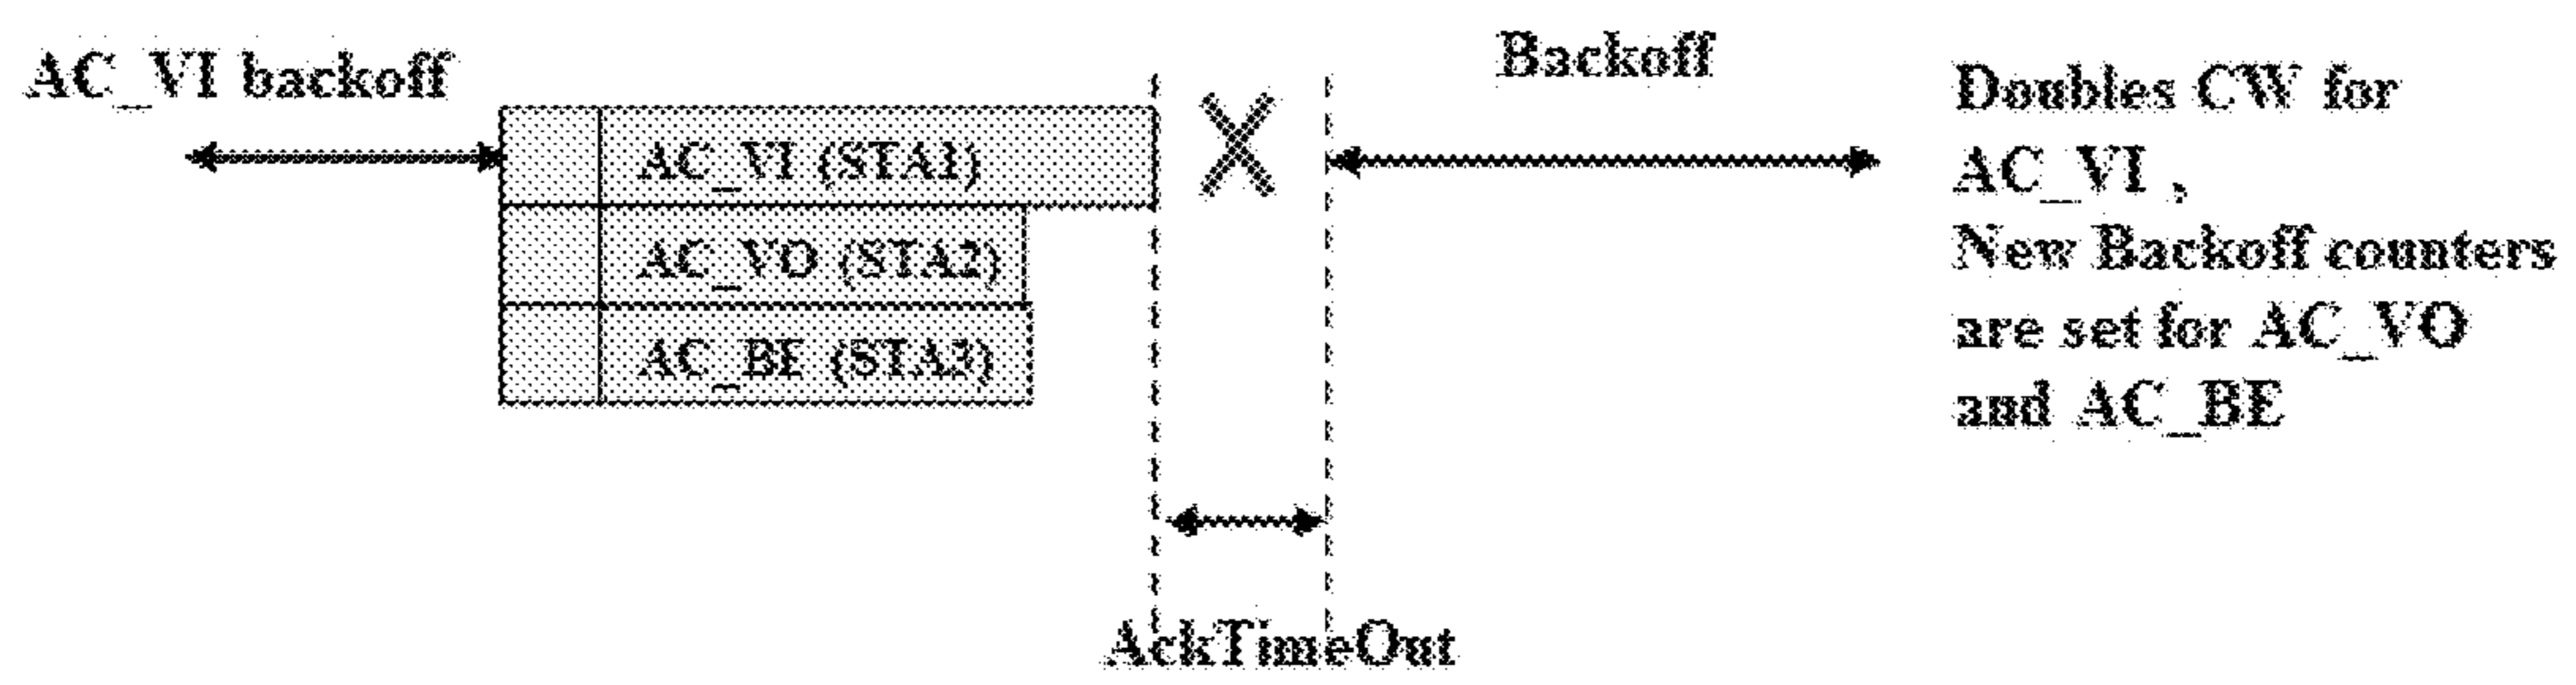 AC_VI backoff
Backoff
AC_VI (STA1)
AC_VO (STA2)
AC_BE (STA3)
Doubles CW for
AC_VI ,
New Backoff counters
are set for AC_VO
and AC_BE
AckTimeOut